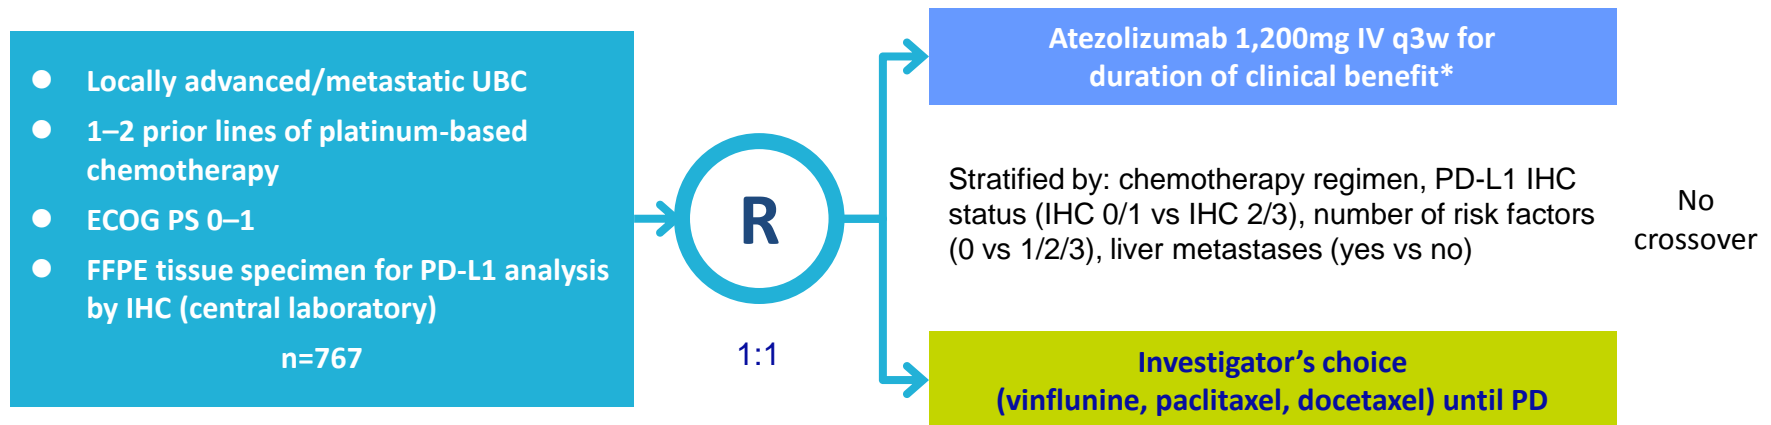 ● Locally advanced/metastatic UBC
● 1–2 prior lines of platinum-based
chemotherapy
● ECOG PS 0–1
● FFPE tissue specimen for PD-L1 analysis
by IHC (central laboratory)
n=767
R
1:1
Atezolizumab 1,200mg IV q3w for
duration of clinical benefit*
Stratified by: chemotherapy regimen, PD-L1 IHC
status (IHC 0/1 vs IHC 2/3), number of risk factors
(0 vs 1/2/3), liver metastases (yes vs no)
No
crossover
Investigator’s choice
(vinflunine, paclitaxel, docetaxel) until PD